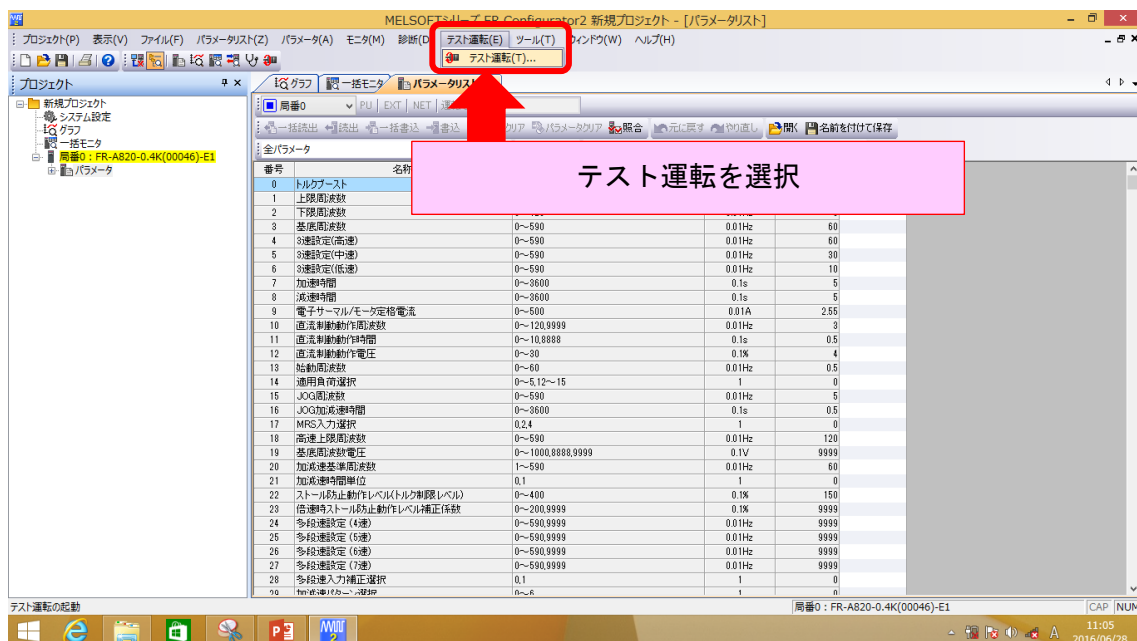 MELSOFTシリーズ FR Configurator2 新規プロジェクト - [パラメータリスト]
プロジェクト(P) 表示(V) ファイル(F) パラメータリスト(Z) パラメータ(A) モニタ(M) 診断(D テスト運転(E) ツール(T) ウィンドウ(W) ヘルプ(H)
テスト運転(T)...
プロジェクト
グラフ 一括モニタ パラメータリス
新規プロジェクト
システム設定
グラフ
一括モニタ
局番0 : FR-A820-0.4K(00046)-E1
パラメータ
局番0 PU EXT NET
一括読出 読出 一括書込 書込 クリア パラメータクリア 照合 元に戻す やり直し 開く 名前を付けて保存
全パラメータ
テスト運転を選択
番号 名称
0 トルクブースト
1 上限周波数
2 下限周波数
3 基底周波数 0～590 0.01Hz 60
4 3速設定(高速) 0～590 0.01Hz 60
5 3速設定(中速) 0～590 0.01Hz 30
6 3速設定(低速) 0～590 0.01Hz 10
7 加速時間 0～3600 0.1s 5
8 減速時間 0～3600 0.1s 5
9 電子サーマル/モータ定格電流 0～500 0.01A 2.55
10 直流制動動作周波数 0～120,9999 0.01Hz 3
11 直流制動動作時間 0～10,8888 0.1s 0.5
12 直流制動動作電圧 0～30 0.1% 4
13 始動周波数 0～60 0.01Hz 0.5
14 適用負荷選択 0～5,12～15 1 0
15 JOG周波数 0～590 0.01Hz 5
16 JOG加減速時間 0～3600 0.1s 0.5
17 MRS入力選択 0,2,4 1 0
18 高速上限周波数 0～590 0.01Hz 120
19 基底周波数電圧 0～1000,8888,9999 0.1V 9999
20 加減速基準周波数 1～590 0.01Hz 60
21 加減速時間単位 0,1 1 0
22 ストール防止動作レベル(トルク制限レベル) 0～400 0.1% 150
23 倍速時ストール防止動作レベル補正係数 0～200,9999 0.1% 9999
24 多段速設定 (4速) 0～590,9999 0.01Hz 9999
25 多段速設定 (5速) 0～590,9999 0.01Hz 9999
26 多段速設定 (6速) 0～590,9999 0.01Hz 9999
27 多段速設定 (7速) 0～590,9999 0.01Hz 9999
28 多段速入力補正選択 0,1 1 0
29 加減速パターン選択 0～6 1 0
テスト運転の起動 局番0 : FR-A820-0.4K(00046)-E1 CAP NUM
A 11:05
2016/06/28